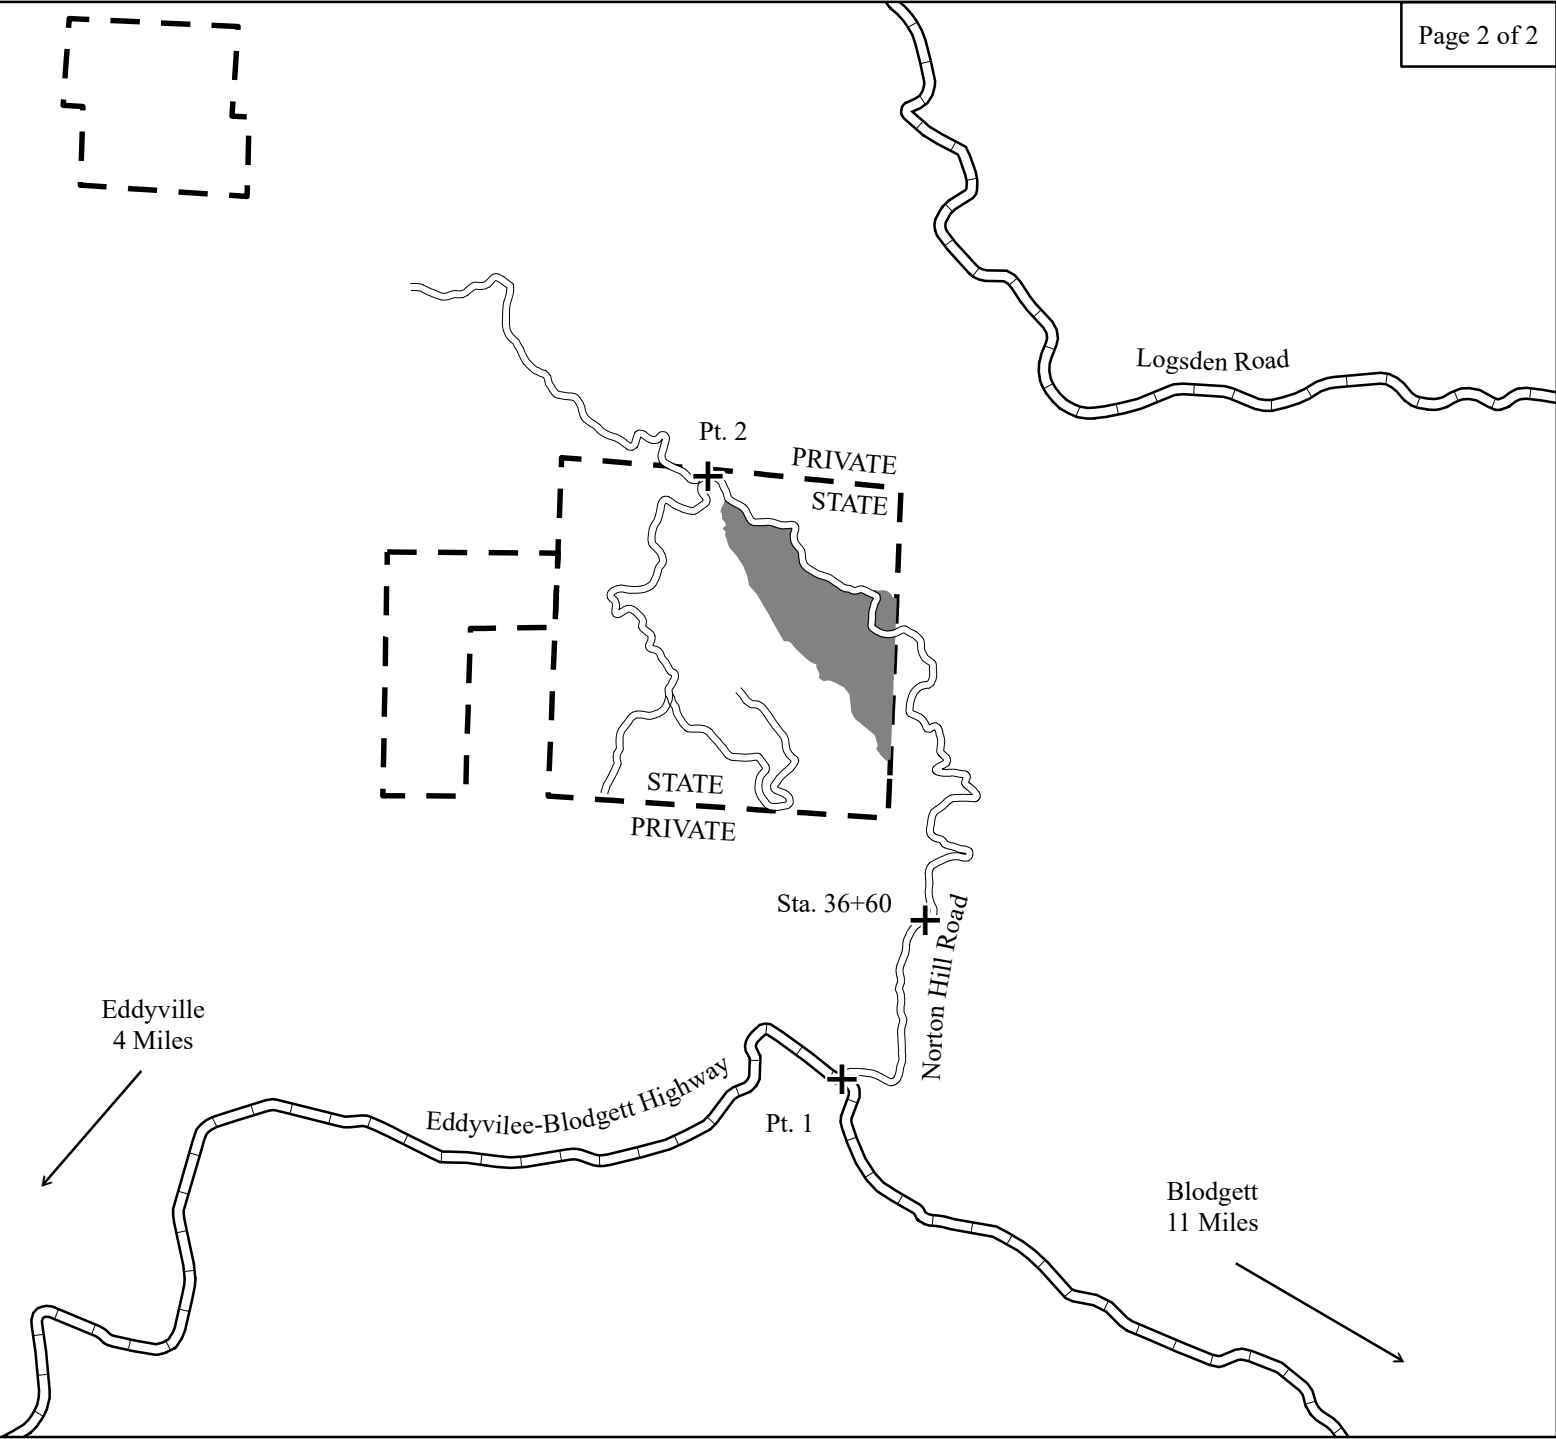 Page 2 of 2
Logsden Road
Pt. 2
PRIVATE
STATE
STATE
PRIVATE
Sta. 36+60
Norton Hill Road
Eddyville
4 Miles
Eddyvilee-Blodgett Highway
Pt. 1
Blodgett
11 Miles